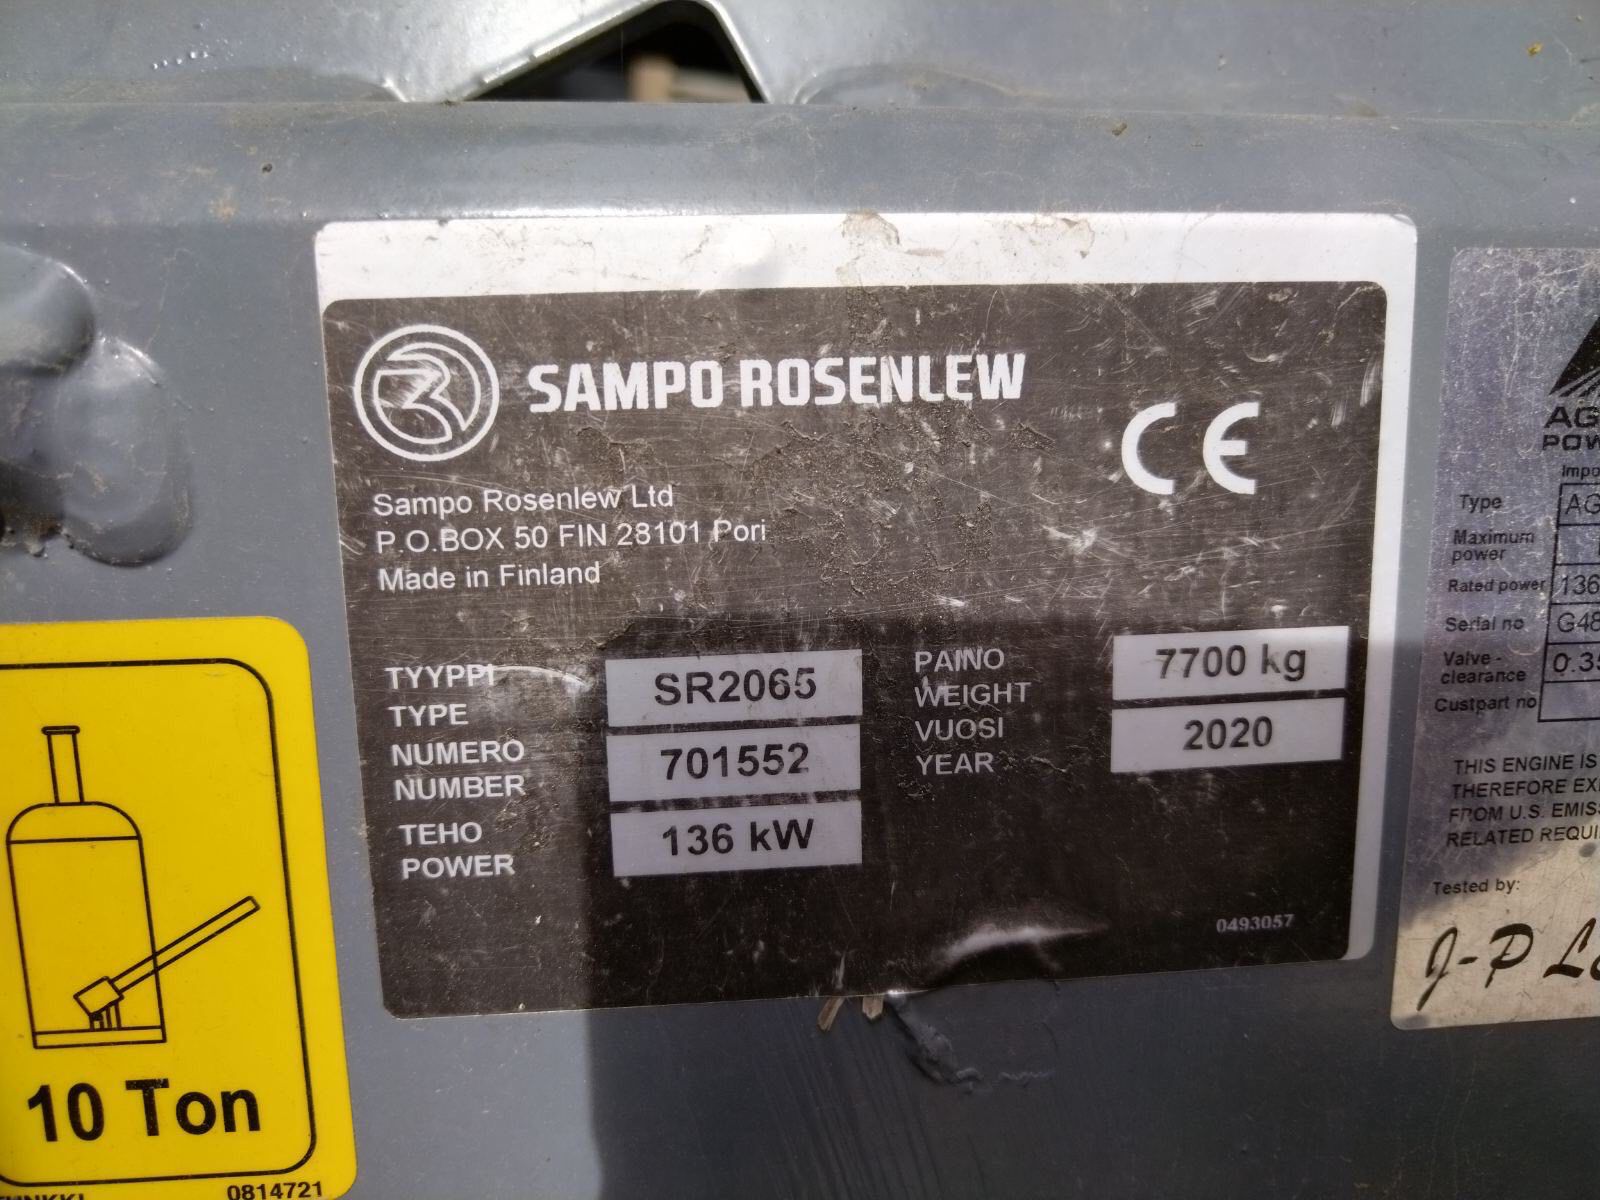 SAMPO ROSENLEW
CE
Sampo Rosenlew Ltd
P.O.BOX 50 FIN 28101 Pori
Made in Finland
TYYPPI
TYPE
SR2065
NUMERO
NUMBER
701552
TEHO
POWER
136 kW
PAINO
WEIGHT
7700 kg
VUOSI
YEAR
2020
0493057
10 Ton
0814721
Type
Maximum
power
Rated power 136
Serial no G48
Valve -
clearance
Custpart no
THIS ENGINE IS
THEREFORE
FROM U.S.
RELATED
Tested by:
J-P